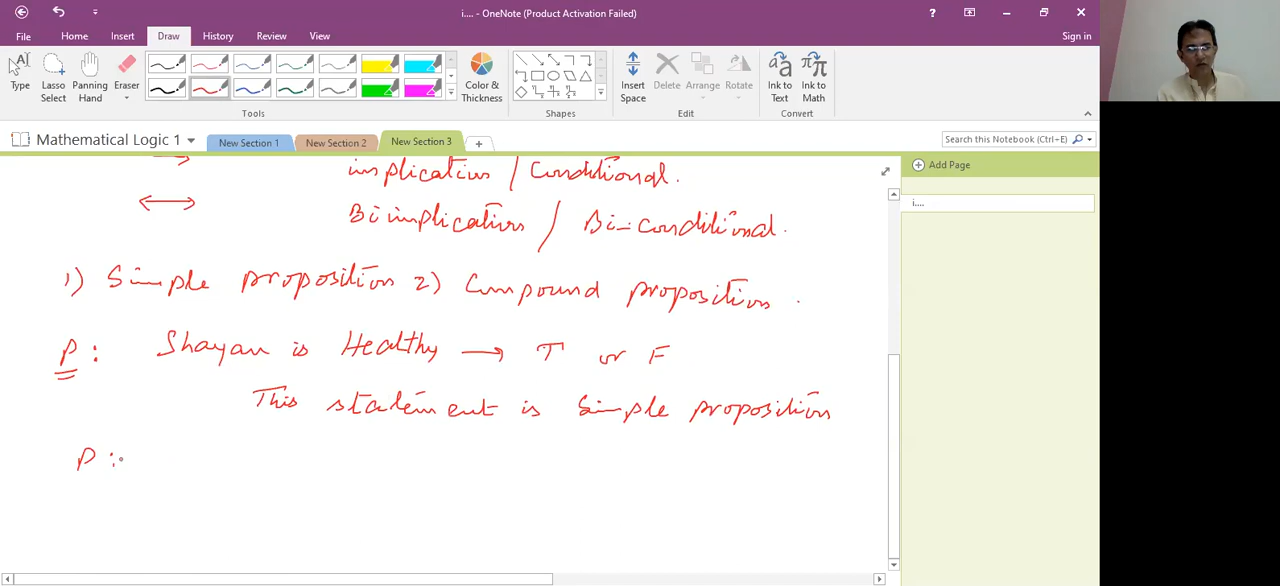 i.... - OneNote (Product Activation Failed)
File Home Insert Draw History Review View Sign in
Type Lasso Select Panning Hand Eraser Color & Thickness Insert Space Delete Arrange Rotate Ink to Text Ink to Math
Tools Shapes Edit Convert
Mathematical Logic 1 New Section 1 New Section 2 New Section 3 + Search this Notebook (Ctrl+E)
Add Page
i....
→ implication / Conditional.
↔ Bi implication / Bi-conditional.
1) Simple proposition 2) Compound proposition.
P: Shayan is Healthy → T or F
This statement is Simple proposition
P :